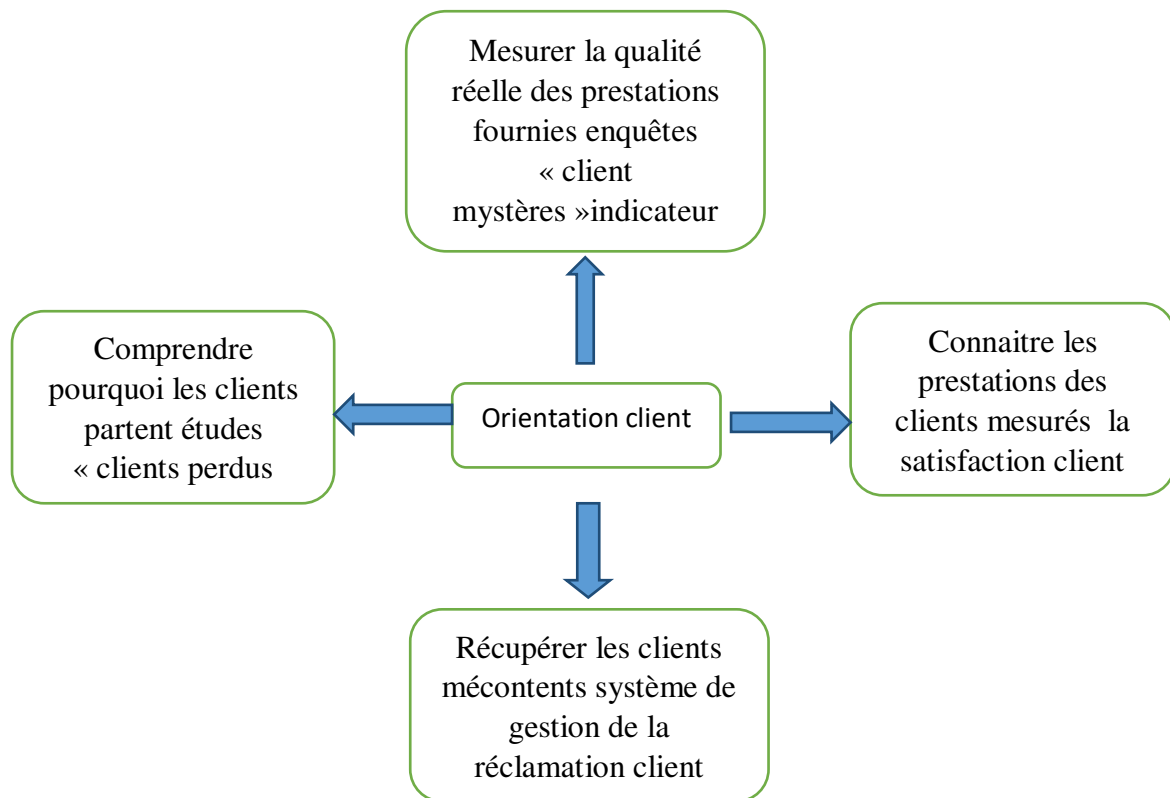 Mesurer la qualité
réelle des prestations
fournies enquêtes
« client
mystères »indicateur
Comprendre
pourquoi les clients
partent études
« clients perdus
Orientation client
Connaitre les
prestations des
clients mesurés  la
satisfaction client
Récupérer les clients
mécontents système de
gestion de la
réclamation client